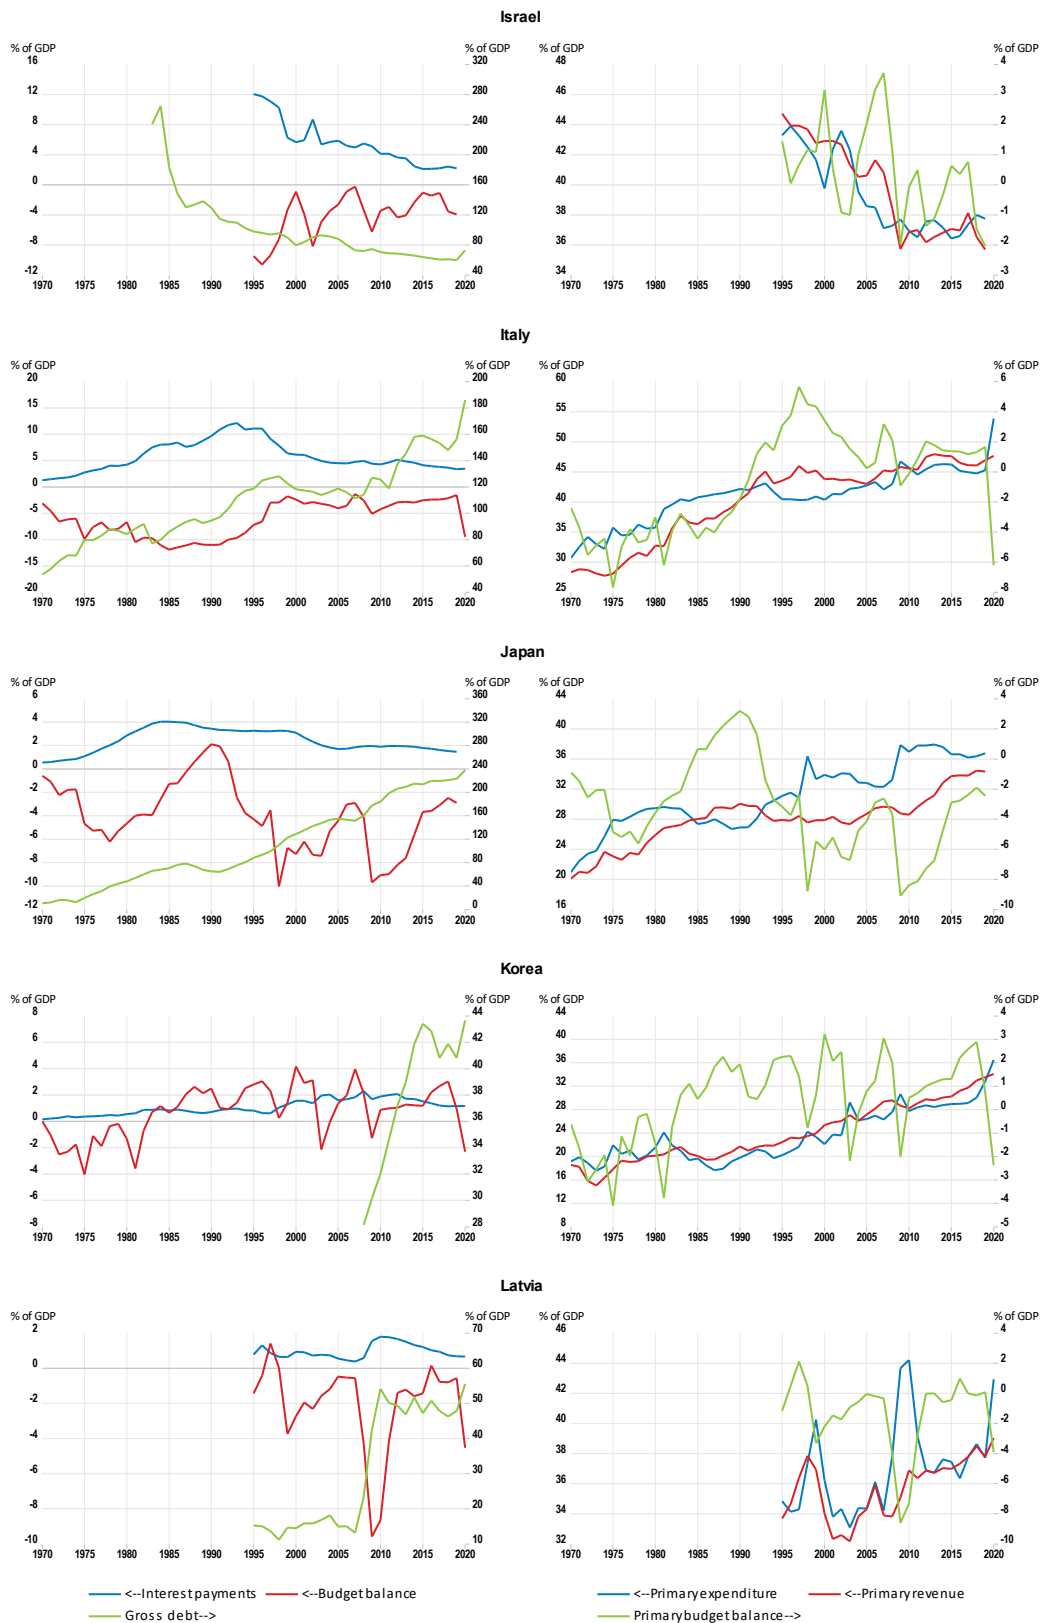 Israel
% of GDP % of GDP % of GDP % of GDP
16 320 48 4
12 280 46 3
8 240 44 2
4 200 42 1
0 160 40 0
-4 120 38 -1
-8 80 36 -2
-12 40 34 -3
1970 1975 1980 1985 1990 1995 2000 2005 2010 2015 2020 1970 1975 1980 1985 1990 1995 2000 2005 2010 2015 2020
Italy
% of GDP % of GDP % of GDP % of GDP
20 200 60 6
15 180 55 4
10 160 50 2
5 140 45 0
0 120 40 -2
-5 100 35 -4
-10 80 30 -6
-15 60 25 -8
-20 40
1970 1975 1980 1985 1990 1995 2000 2005 2010 2015 2020 1970 1975 1980 1985 1990 1995 2000 2005 2010 2015 2020
Japan
% of GDP % of GDP % of GDP % of GDP
6 360 44 4
4 320 40 2
2 280 36 0
0 240 32 -2
-2 200 28 -4
-4 160 24 -6
-6 120 20 -8
-8 80 16 -10
-10 40
-12 0
1970 1975 1980 1985 1990 1995 2000 2005 2010 2015 2020 1970 1975 1980 1985 1990 1995 2000 2005 2010 2015 2020
Korea
% of GDP % of GDP % of GDP % of GDP
8 44 44 4
6 42 40 3
4 40 36 2
2 38 32 1
0 36 28 0
-2 34 24 -1
-4 32 20 -2
-6 30 16 -3
-8 28 12 -4
8 -5
1970 1975 1980 1985 1990 1995 2000 2005 2010 2015 2020 1970 1975 1980 1985 1990 1995 2000 2005 2010 2015 2020
Latvia
% of GDP % of GDP % of GDP % of GDP
2 70 46 4
0 60 44 2
-2 50 42 0
-4 40 40 -2
-6 30 38 -4
-8 20 36 -6
-10 10 34 -8
32 -10
1970 1975 1980 1985 1990 1995 2000 2005 2010 2015 2020 1970 1975 1980 1985 1990 1995 2000 2005 2010 2015 2020
<--Interest payments <--Budget balance <--Primary expenditure <--Primary revenue
Gross debt--> Primary budget balance-->